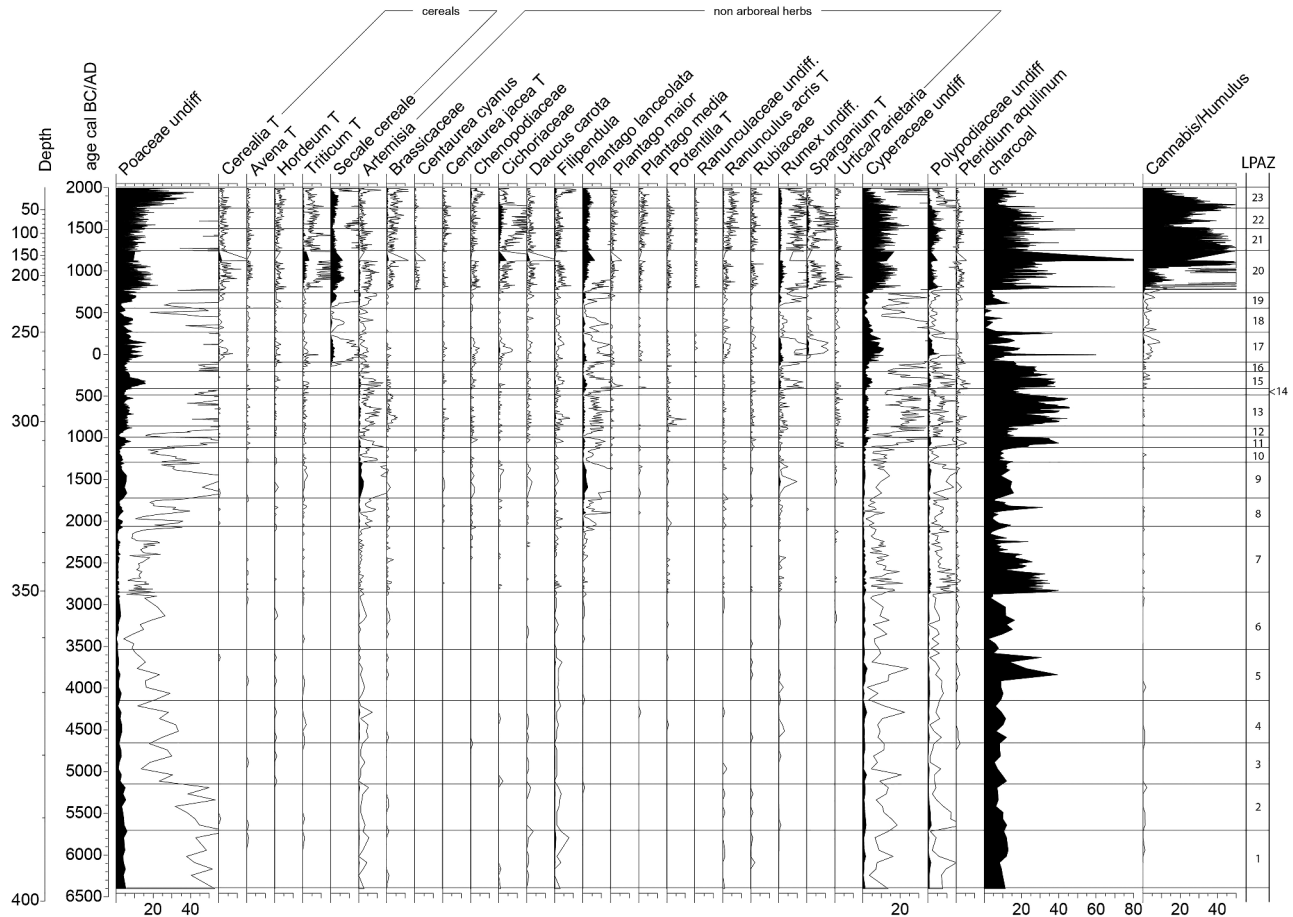 cereals
non arboreal herbs
Depth
age cal BC/AD
Poaceae undiff
Cerealia T
Avena T
Hordeum T
Triticum T
Secale cereale
Artemisia
Brassicaceae
Centaurea cyanus
Centaurea jacea T
Chenopodiaceae
Cichoriaceae
Daucus carota
Filipendula
Plantago lanceolata
Plantago maior
Plantago media
Potentilla T
Ranunculaceae undiff.
Ranunculus acris T
Rubiaceae
Rumex undiff.
Sparganium T
Urtica/Parietaria
Cyperaceae undiff
Polypodiaceae undiff
Pteridium aquilinum
charcoal
Cannabis/Humulus
LPAZ
50
100
150
200
250
300
350
400
2000
1500
1000
500
0
500
1000
1500
2000
2500
3000
3500
4000
4500
5000
5500
6000
6500
23
22
21
20
19
18
17
16
15
<14
13
12
11
10
9
8
7
6
5
4
3
2
1
20 40
20
20 40 60 80
20 40